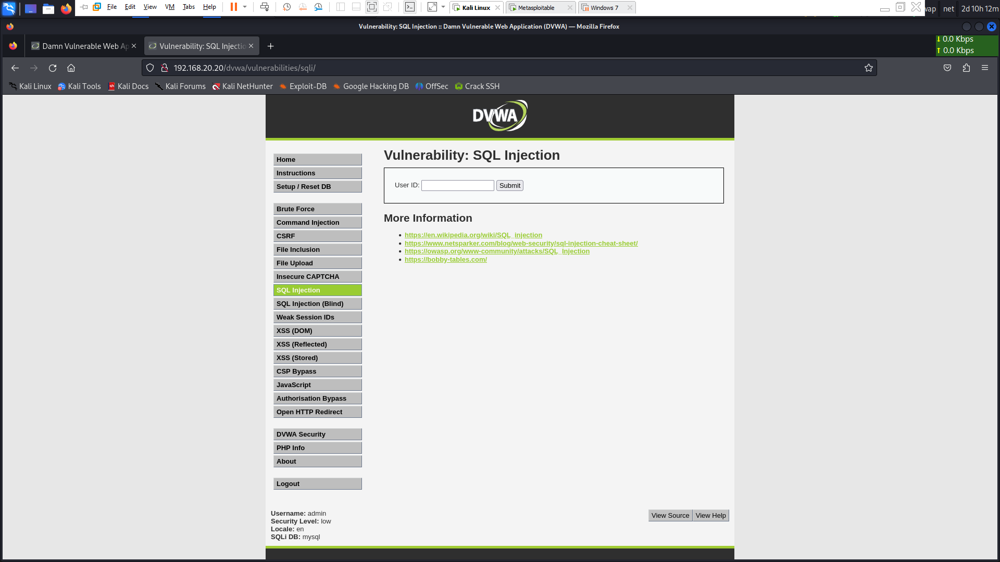 File Edit View VM Tabs Help Kali Linux Metasploitable Windows 7 net 2d 10h 12m
Vulnerability: SQL Injection :: Damn Vulnerable Web Application (DVWA) — Mozilla Firefox
Damn Vulnerable Web Ap Vulnerability: SQL Injectio
0.0 Kbps
0.0 Kbps
192.168.20.20/dvwa/vulnerabilities/sqli/
Kali Linux Kali Tools Kali Docs Kali Forums Kali NetHunter Exploit-DB Google Hacking DB OffSec Crack SSH
DVWA
Home
Instructions
Setup / Reset DB
Brute Force
Command Injection
CSRF
File Inclusion
File Upload
Insecure CAPTCHA
SQL Injection
SQL Injection (Blind)
Weak Session IDs
XSS (DOM)
XSS (Reflected)
XSS (Stored)
CSP Bypass
JavaScript
Authorisation Bypass
Open HTTP Redirect
DVWA Security
PHP Info
About
Logout
Vulnerability: SQL Injection
User ID: Submit
More Information
https://en.wikipedia.org/wiki/SQL_injection
https://www.netsparker.com/blog/web-security/sql-injection-cheat-sheet/
https://owasp.org/www-community/attacks/SQL_Injection
https://bobby-tables.com/
Username: admin
Security Level: low
Locale: en
SQLi DB: mysql
View Source View Help